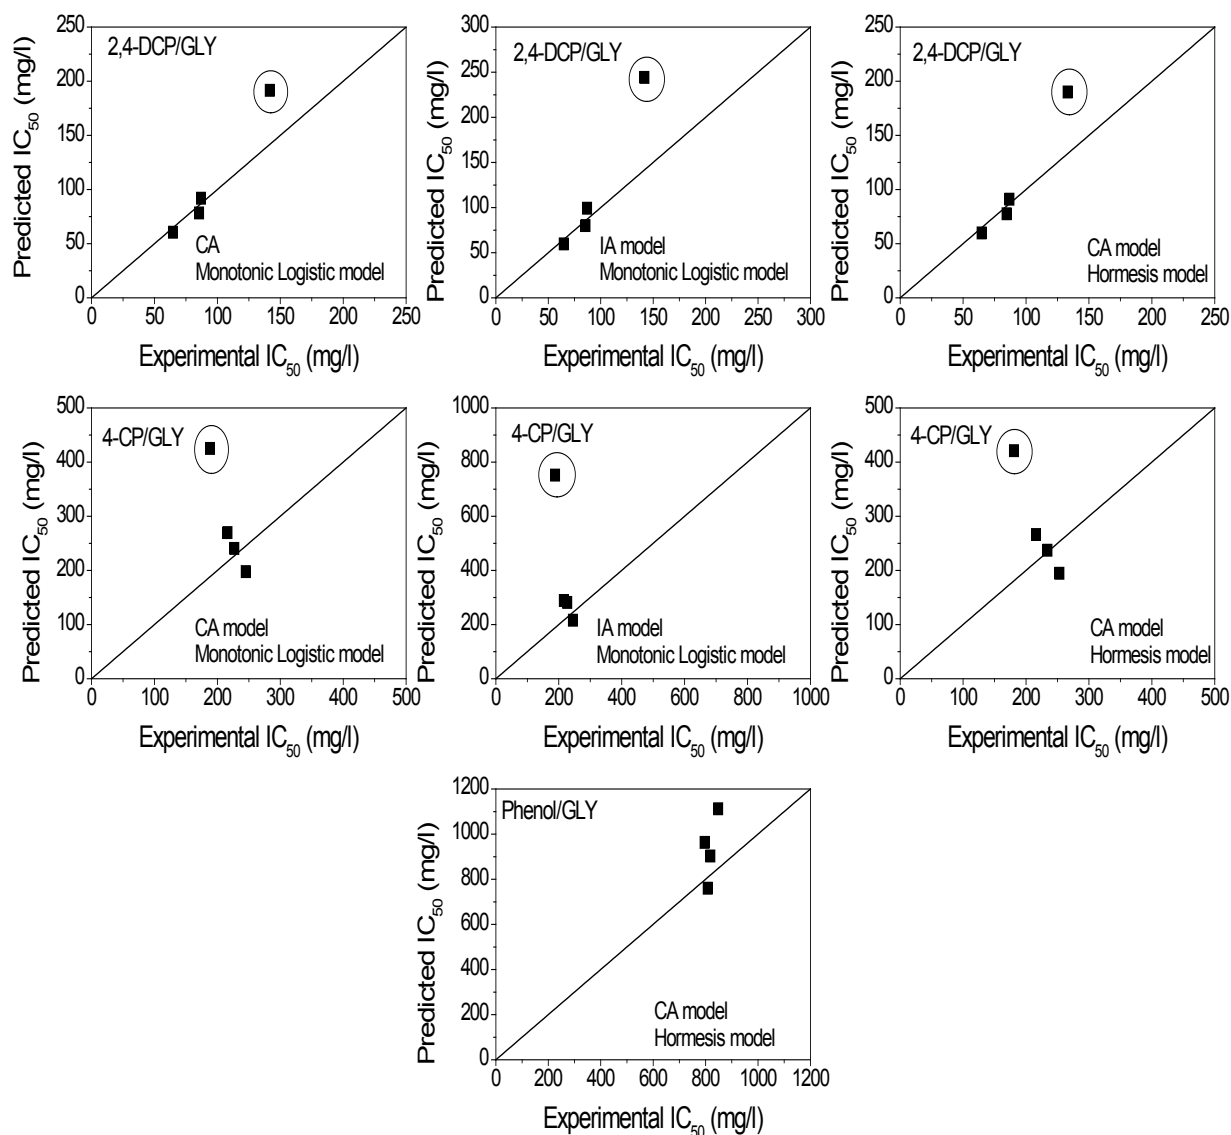 2,4-DCP/GLY
Predicted IC50 (mg/l)
250
200
150
100
50
0
CA
Monotonic Logistic model
0 50 100 150 200 250
Experimental IC50 (mg/l)
2,4-DCP/GLY
Predicted IC50 (mg/l)
300
250
200
150
100
50
0
IA model
Monotonic Logistic model
0 50 100 150 200 250 300
Experimental IC50 (mg/l)
2,4-DCP/GLY
Predicted IC50 (mg/l)
250
200
150
100
50
0
CA model
Hormesis model
0 50 100 150 200 250
Experimental IC50 (mg/l)
4-CP/GLY
Predicted IC50 (mg/l)
500
400
300
200
100
0
CA model
Monotonic Logistic model
0 100 200 300 400 500
Experimental IC50 (mg/l)
4-CP/GLY
Predicted IC50 (mg/l)
1000
800
600
400
200
0
IA model
Monotonic Logistic model
0 200 400 600 800 1000
Experimental IC50 (mg/l)
4-CP/GLY
Predicted IC50 (mg/l)
500
400
300
200
100
0
CA model
Hormesis model
0 100 200 300 400 500
Experimental IC50 (mg/l)
Phenol/GLY
Predicted IC50 (mg/l)
1200
1000
800
600
400
200
0
CA model
Hormesis model
0 200 400 600 800 1000 1200
Experimental IC50 (mg/l)